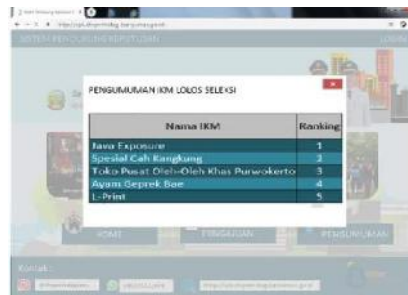 SISTEM PENDUKUNG KEPUTUSAN
LOGIN
PENGUMUMAN IKM LOLOS SELEKSI
Nama IKM Ranking
Java Exposure 1
Spesial Cah Kangkung 2
Toko Pusat Oleh-Oleh Khas Purwokerto 3
Ayam Geprek Bae 4
L-Print 5
HOME PENGAJUAN PENGUMUMAN
Kontak :